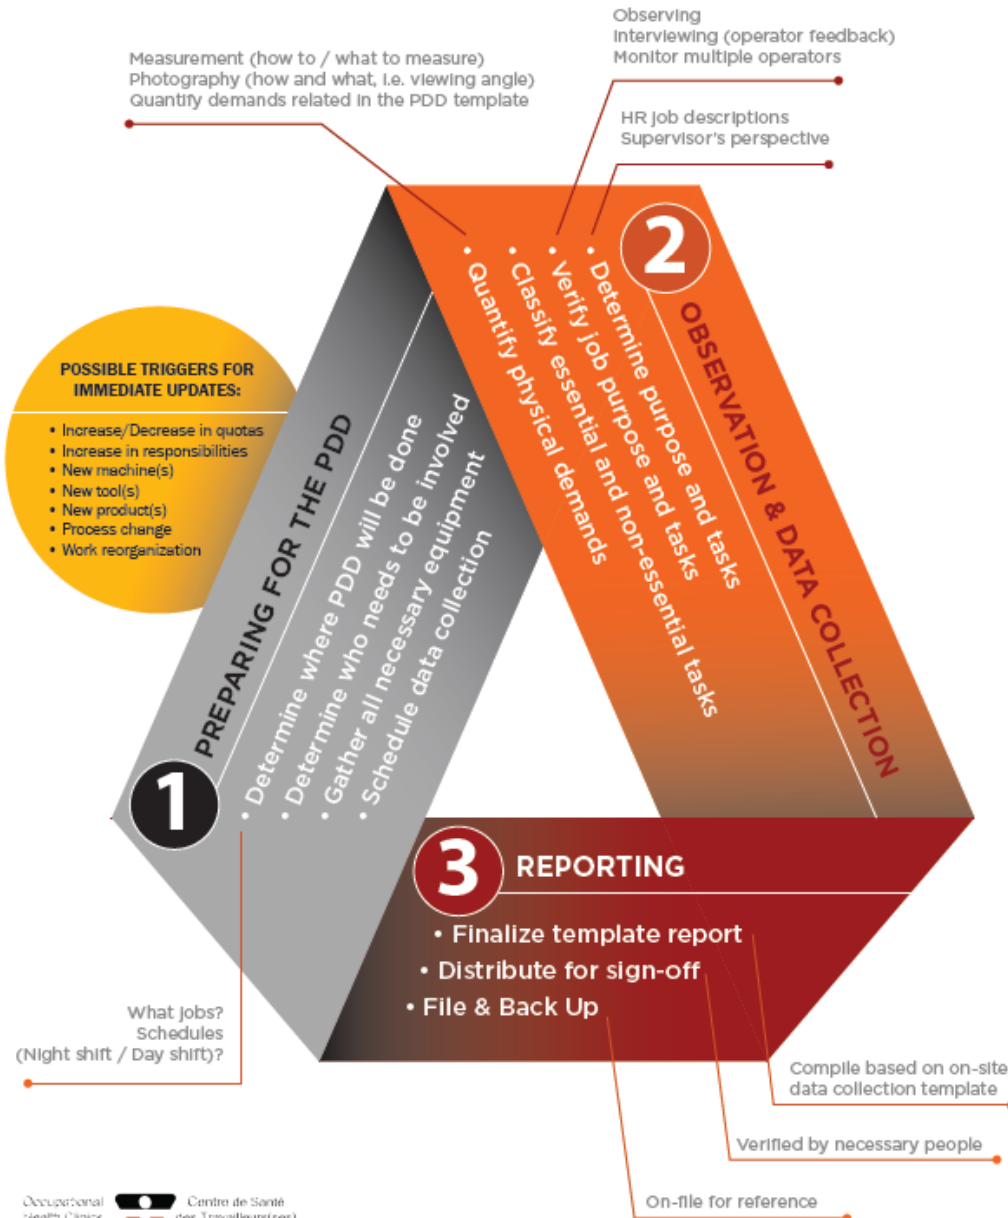 Observing
Interviewing (operator feedback)
Monitor multiple operators
Measurement (how to / what to measure)
Photography (how and what, i.e. viewing angle)
Quantify demands related in the PDD template
HR job descriptions
Supervisor's perspective
POSSIBLE TRIGGERS FOR
IMMEDIATE UPDATES:
• Increase/Decrease in quotas
• Increase in responsibilities
• New machine(s)
• New tool(s)
• New product(s)
• Process change
• Work reorganization
1
PREPARING FOR THE PDD
• Determine where PDD will be done
• Determine who needs to be involved
• Gather all necessary equipment
• Schedule data collection
What jobs?
Schedules
(Night shift / Day shift)?
2
OBSERVATION & DATA COLLECTION
• Determine purpose and tasks
• Verify job purpose and tasks
• Classify essential and non-essential tasks
• Quantify physical demands
3
REPORTING
• Finalize template report
• Distribute for sign-off
• File & Back Up
Compile based on on-site
data collection template
Verified by necessary people
On-file for reference
Occupational
Health Clinics
Centre de Santé
des Travailleurs(ses)